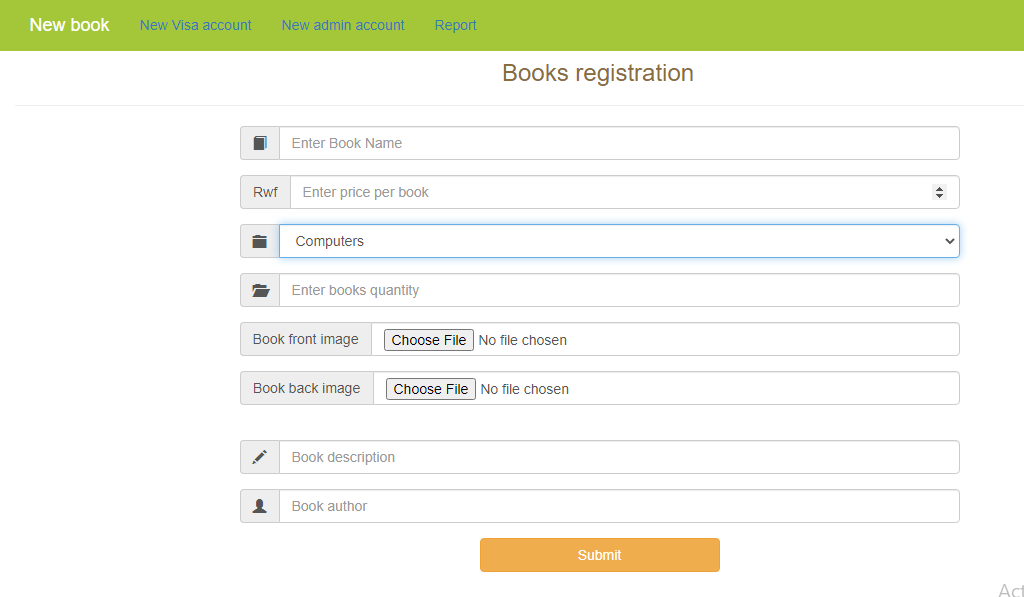 New book New Visa account New admin account Report
Books registration
Enter Book Name
Rwf Enter price per book
Computers
Enter books quantity
Book front image Choose File No file chosen
Book back image Choose File No file chosen
Book description
Book author
Submit